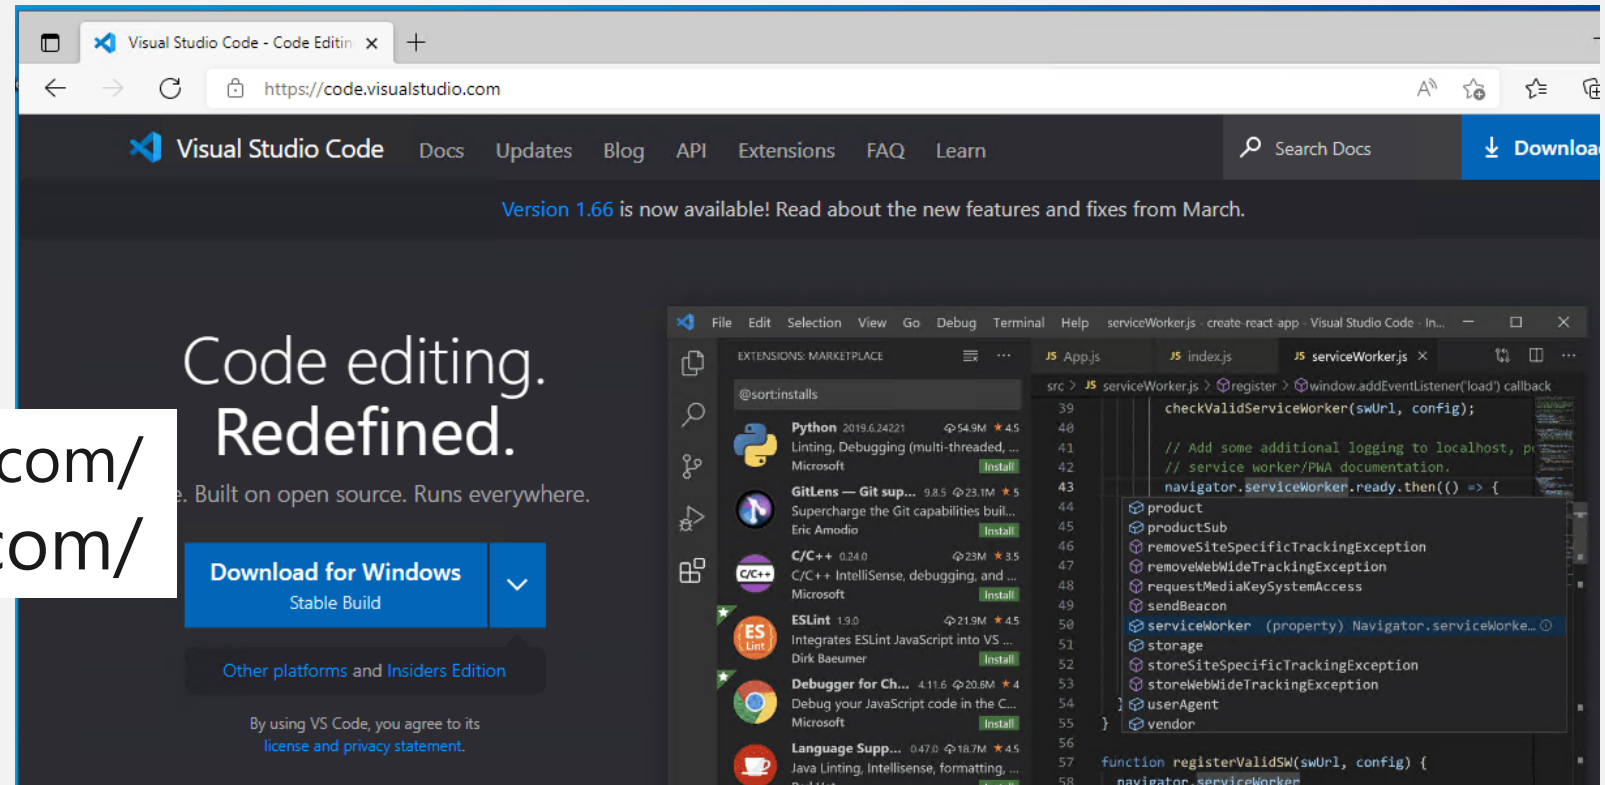 Visual Studio Code - Code Editin
https://code.visualstudio.com
Visual Studio Code Docs Updates Blog API Extensions FAQ Learn Search Docs Downloa
Version 1.66 is now available! Read about the new features and fixes from March.
Code editing.
Redefined.
com/
com/
e. Built on open source. Runs everywhere.
Download for Windows
Stable Build
Other platforms and Insiders Edition
By using VS Code, you agree to its
license and privacy statement.
File Edit Selection View Go Debug Terminal Help serviceWorker.js - create-react-app - Visual Studio Code - In...
EXTENSIONS: MARKETPLACE
@sort:installs
Python 2019.6.24221 54.9M ★ 4.5
Linting, Debugging (multi-threaded, ...
Microsoft Install
GitLens — Git sup... 9.8.5 23.1M ★ 5
Supercharge the Git capabilities buil...
Eric Amodio Install
C/C++ 0.24.0 23M ★ 3.5
C/C++
C/C++ IntelliSense, debugging, and ...
Microsoft Install
ESLint 1.9.0 21.9M ★ 4.5
ES
Lint
Integrates ESLint JavaScript into VS ...
Dirk Baeumer Install
Debugger for Ch... 4.11.6 20.6M ★ 4
Debug your JavaScript code in the C...
Microsoft Install
Language Supp... 0.47.0 18.7M ★ 4.5
Java Linting, Intellisense, formatting, ...
JS App.js JS index.js JS serviceWorker.js
src > JS serviceWorker.js > register > window.addEventListener('load') callback
39 checkValidServiceWorker(swUrl, config);
40
41 // Add some additional logging to localhost, p
42 // service worker/PWA documentation.
43 navigator.serviceWorker.ready.then(() => {
44 product
45 productSub
46 removeSiteSpecificTrackingException
47 removeWebWideTrackingException
48 requestMediaKeySystemAccess
49 sendBeacon
50 serviceWorker (property) Navigator.serviceWorke...
51 storage
52 storeSiteSpecificTrackingException
53 storeWebWideTrackingException
54 } userAgent
55 } vendor
56
57 function registerValidSW(swUrl, config) {
58 navigator.serviceWorker